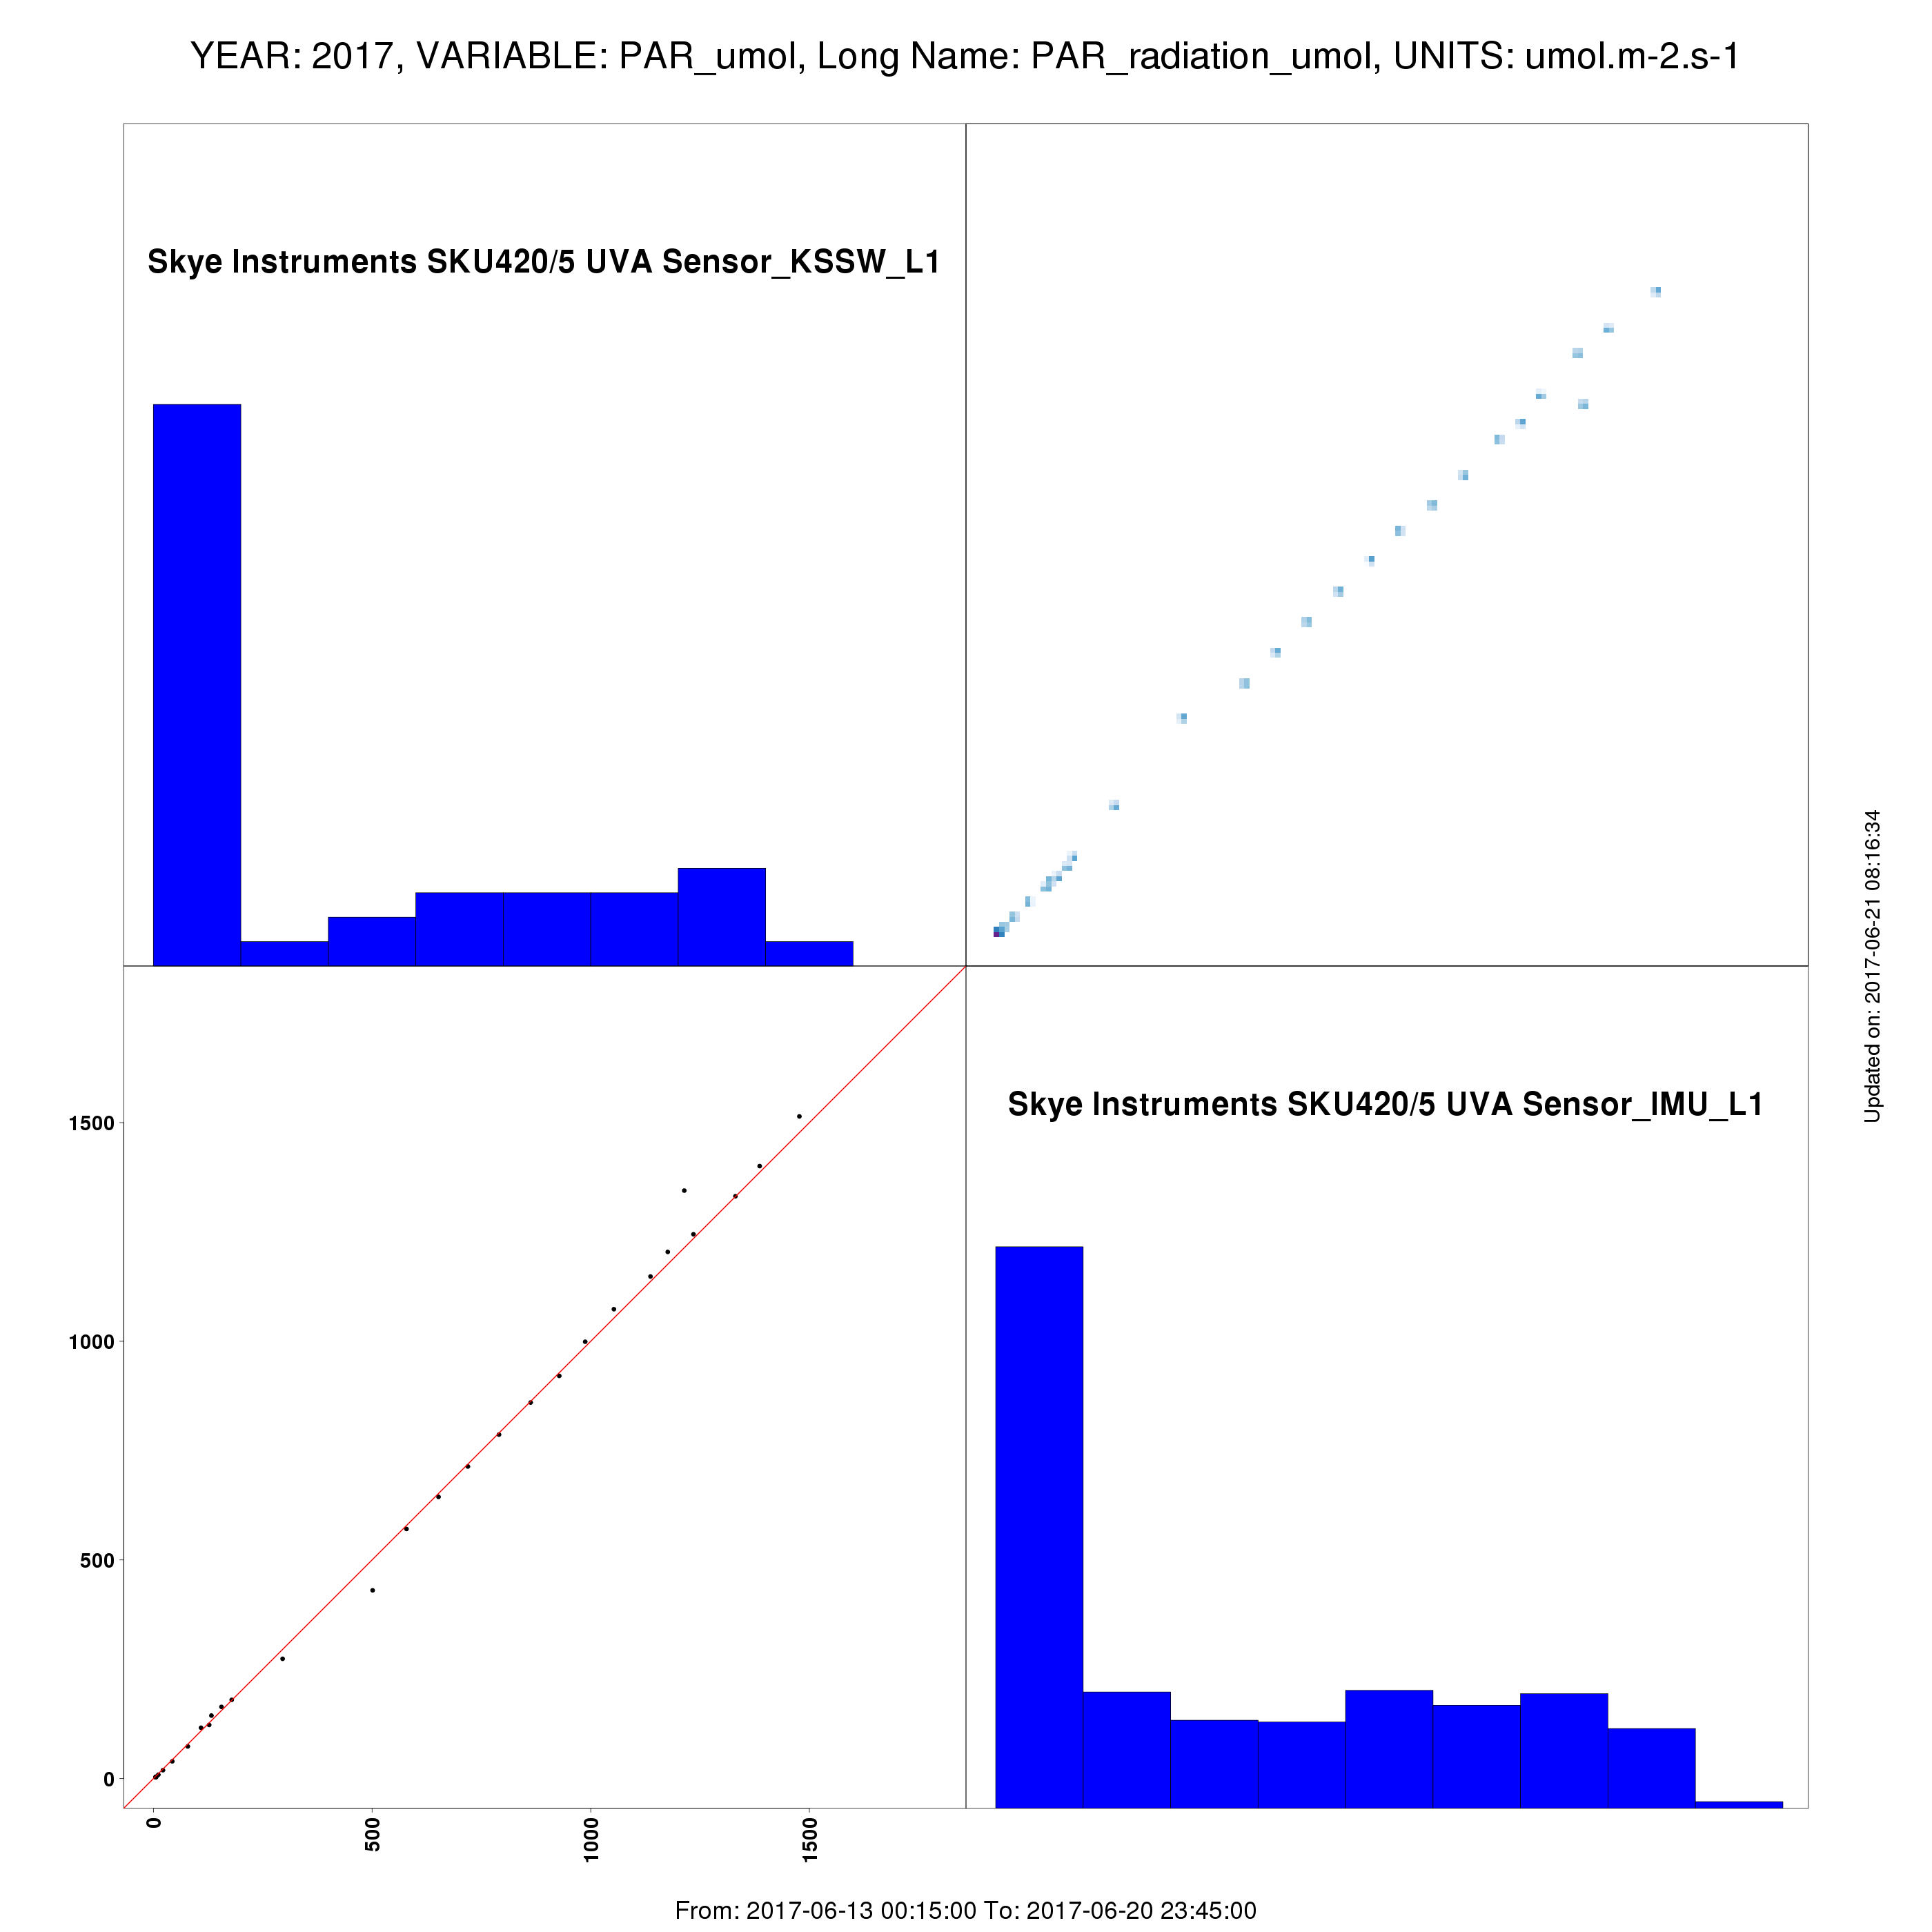 YEAR: 2017, VARIABLE: PAR_umol, Long Name: PAR_radiation_umol, UNITS: umol.m-2.s-1
Skye Instruments SKU420/5 UVA Sensor_KSSW_L1
Updated on: 2017-06-21 08:16:34
Skye Instruments SKU420/5 UVA Sensor_IMU_L1
1500
1000
500
0
0
500
1000
1500
From: 2017-06-13 00:15:00 To: 2017-06-20 23:45:00